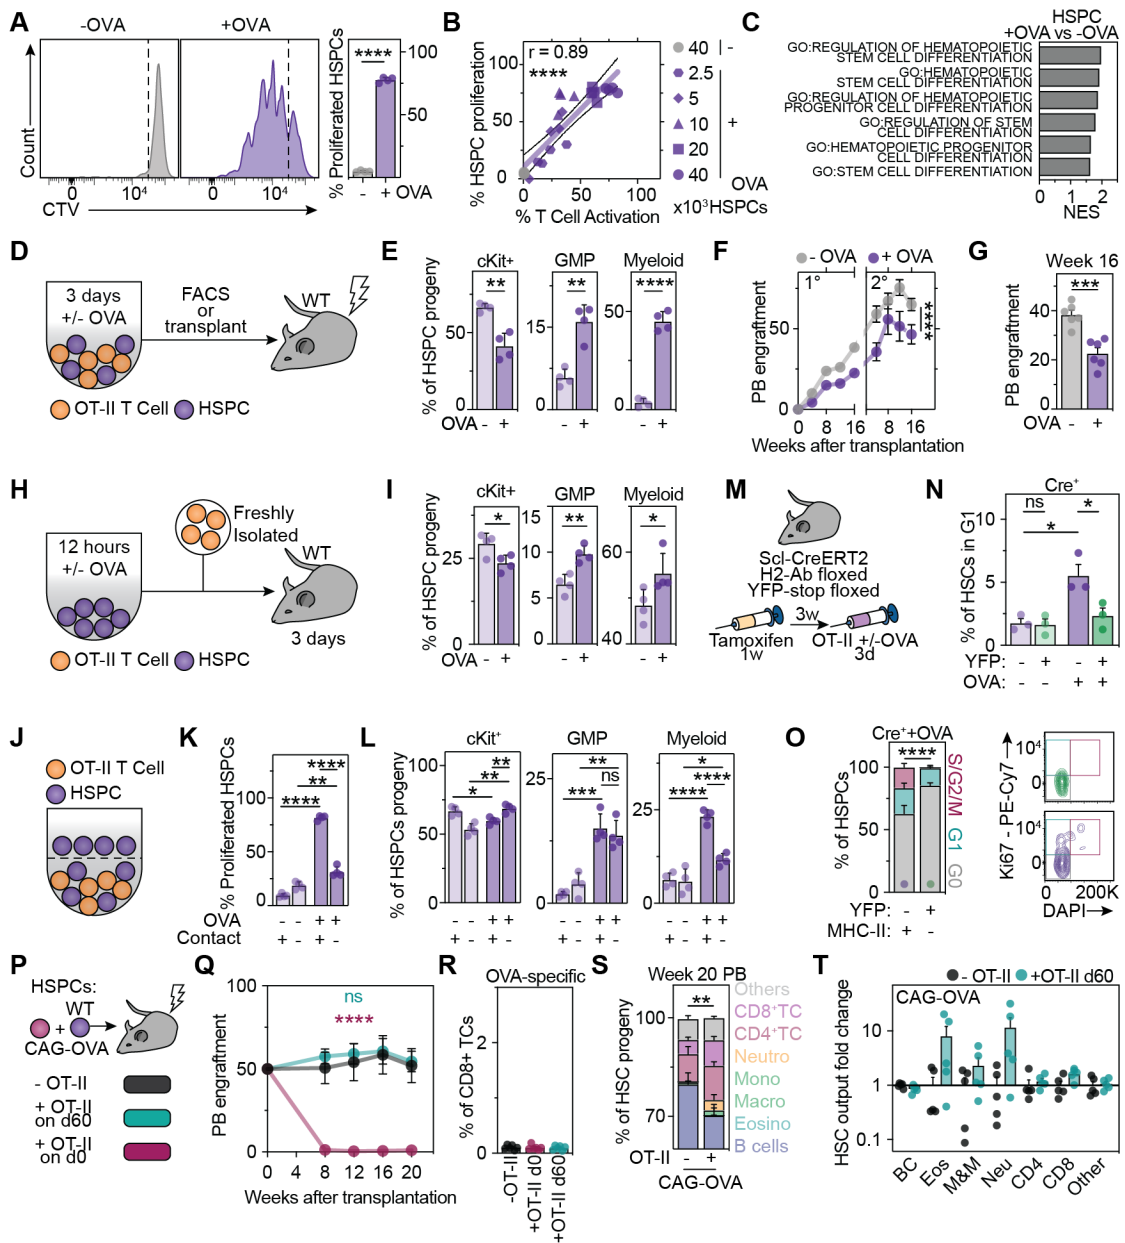 A
-OVA
+OVA
Count
0
10⁴
0
10⁴
CTV
% Proliferated HSPCs
****
100
50
- + OVA
B
% HSPC proliferation
r = 0.89
****
100
50
0
0
50
100
% T Cell Activation
40 -
2.5
5
10 +
20
40
OVA
x10³HSPCs
C
HSPC
+OVA vs -OVA
GO:REGULATION OF HEMATOPOIETIC
STEM CELL DIFFERENTIATION
GO:HEMATOPOIETIC
STEM CELL DIFFERENTIATION
GO:REGULATION OF HEMATOPOIETIC
PROGENITOR CELL DIFFERENTIATION
GO:REGULATION OF STEM
CELL DIFFERENTIATION
GO:HEMATOPOIETIC PROGENITOR
CELL DIFFERENTIATION
GO:STEM CELL DIFFERENTIATION
0 1 2
NES
D
3 days
+/- OVA
FACS
or
transplant
WT
OT-II T Cell HSPC
E
% of HSPC progeny
cKit+
**
50
0
GMP
**
15
0
Myeloid
****
50
0
OVA - + - + - +
F
- OVA + OVA
PB engraftment
1°
2°
50
0
****
0 8 16 8 16
Weeks after transplantation
G
Week 16
***
PB engraftment
40
20
0
OVA - +
H
12 hours
+/- OVA
Freshly
Isolated
WT
3 days
OT-II T Cell HSPC
I
% of HSPC progeny
cKit+
*
25
0
GMP
**
15
10
5
0
Myeloid
*
60
40
OVA - + - + - +
M
Scl-CreERT2
H2-Ab floxed
YFP-stop floxed
3w
Tamoxifen
1w
OT-II +/-OVA
3d
N
Cre⁺
ns
*
*
% of HSCs in G1
10
5
0
YFP: - + - +
OVA: - - + +
J
OT-II T Cell
HSPC
K
% Proliferated HSPCs
****
**
****
100
50
0
OVA - - + +
Contact + - + -
L
% of HSPCs progeny
cKit⁺
**
**
*
100
50
0
GMP
**
ns
***
25
0
Myeloid
*
*
****
****
25
0
- - + + - - + + - - + +
+ - + - + - + - + - + -
O
Cre⁺+OVA
****
% of HSPCs
100
50
0
S/G2/M
G1
G0
YFP: - +
MHC-II: + -
Ki67 - PE-Cy7
10⁴
0
10⁴
0
0 200K
DAPI
P
HSPCs:
WT
+
CAG-OVA
- OT-II
+ OT-II
on d60
+ OT-II
on d0
Q
PB engraftment
ns
****
100
50
0
0 4 8 12 16 20
Weeks after transplantation
R
OVA-specific
% of CD8+ TCs
2
0
-OT-II
+OT-II d0
+OT-II d60
S
Week 20 PB
**
% of HSC progeny
100
70
Others
CD8⁺TC
CD4⁺TC
Neutro
Mono
Macro
Eosino
B cells
OT-II - +
CAG-OVA
T
- OT-II +OT-II d60
CAG-OVA
HSC output fold change
10
1
0.1
BC
Eos
M&M
Neu
CD4
CD8
Other